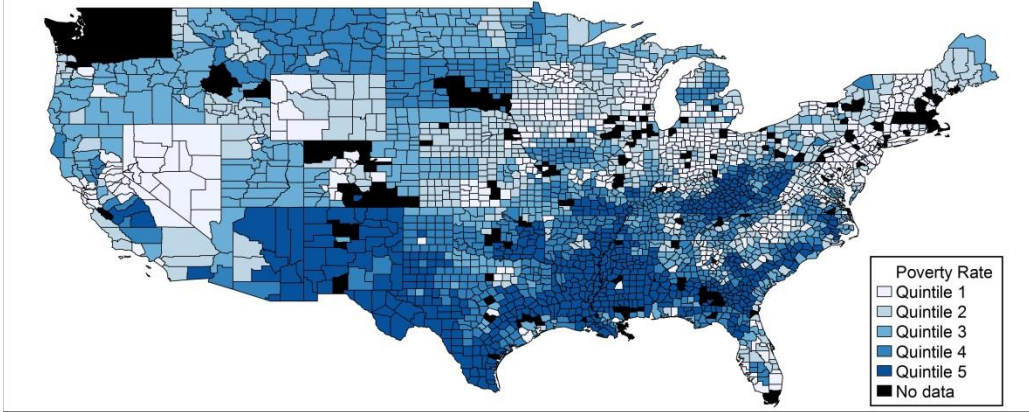 Poverty Rate
Quintile 1
Quintile 2
Quintile 3
Quintile 4
Quintile 5
No data